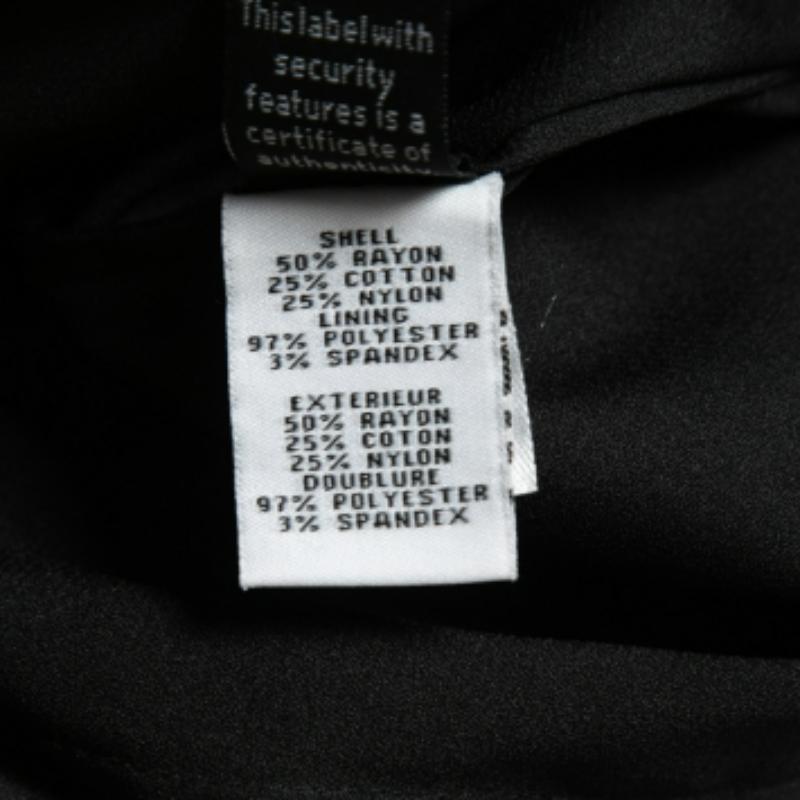 This label with
security
features is a
certificate of
authenticity
SHELL
50% RAYON
25% COTTON
25% NYLON
LINING
97% POLYESTER
3% SPANDEX
EXTERIEUR
50% RAYON
25% COTON
25% NYLON
DOUBLURE
97% POLYESTER
3% SPANDEX